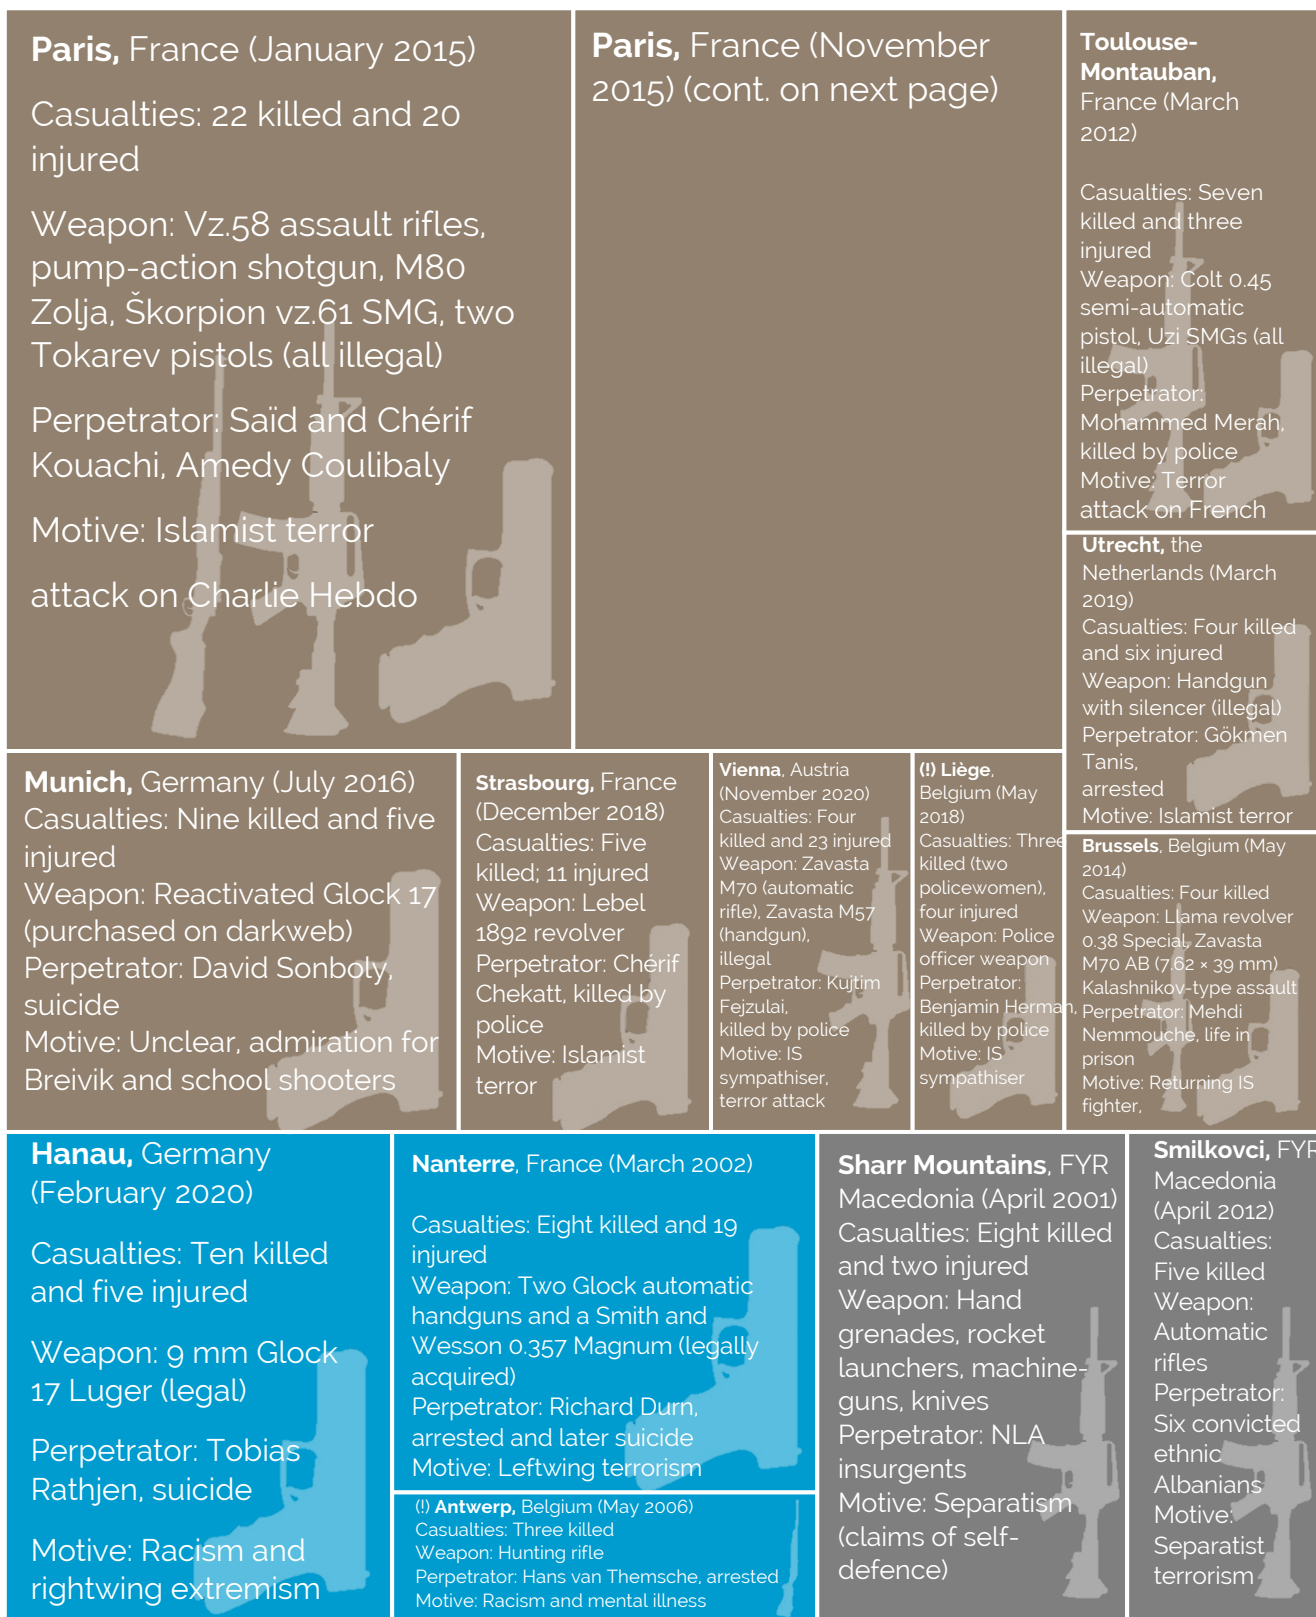 Paris, France (January 2015)
Casualties: 22 killed and 20
injured
Weapon: Vz.58 assault rifles,
pump-action shotgun, M80
Zolja, Škorpion vz.61 SMG, two
Tokarev pistols (all illegal)
Perpetrator: Saïd and Chérif
Kouachi, Amedy Coulibaly
Motive: Islamist terror
attack on Charlie Hebdo
Paris, France (November
2015) (cont. on next page)
Toulouse-
Montauban,
France (March
2012)
Casualties: Seven
killed and three
injured
Weapon: Colt 0.45
semi-automatic
pistol, Uzi SMGs (all
illegal)
Perpetrator:
Mohammed Merah,
killed by police
Motive: Terror
attack on French
Utrecht, the
Netherlands (March
2019)
Casualties: Four killed
and six injured
Weapon: Handgun
with silencer (illegal)
Perpetrator: Gökmen
Tanis,
arrested
Motive: Islamist terror
Munich, Germany (July 2016)
Casualties: Nine killed and five
injured
Weapon: Reactivated Glock 17
(purchased on darkweb)
Perpetrator: David Sonboly,
suicide
Motive: Unclear, admiration for
Breivik and school shooters
Strasbourg, France
(December 2018)
Casualties: Five
killed; 11 injured
Weapon: Lebel
1892 revolver
Perpetrator: Chérif
Chekatt, killed by
police
Motive: Islamist
terror
Vienna, Austria
(November 2020)
Casualties: Four
killed and 23 injured
Weapon: Zavasta
M70 (automatic
rifle), Zavasta M57
(handgun),
illegal
Perpetrator: Kujtim
Fejzulai,
killed by police
Motive: IS
sympathiser,
terror attack
(!) Liège,
Belgium (May
2018)
Casualties: Three
killed (two
policewomen),
four injured
Weapon: Police
officer weapon
Perpetrator:
Benjamin Herman,
killed by police
Motive: IS
sympathiser
Brussels, Belgium (May
2014)
Casualties: Four killed
Weapon: Llama revolver
0.38 Special, Zavasta
M70 AB (7.62 × 39 mm)
Kalashnikov-type assault
Perpetrator: Mehdi
Nemmouche, life in
prison
Motive: Returning IS
fighter,
Hanau, Germany
(February 2020)
Casualties: Ten killed
and five injured
Weapon: 9 mm Glock
17 Luger (legal)
Perpetrator: Tobias
Rathjen, suicide
Motive: Racism and
rightwing extremism
Nanterre, France (March 2002)
Casualties: Eight killed and 19
injured
Weapon: Two Glock automatic
handguns and a Smith and
Wesson 0.357 Magnum (legally
acquired)
Perpetrator: Richard Durn,
arrested and later suicide
Motive: Leftwing terrorism
(!) Antwerp, Belgium (May 2006)
Casualties: Three killed
Weapon: Hunting rifle
Perpetrator: Hans van Themsche, arrested
Motive: Racism and mental illness
Sharr Mountains, FYR
Macedonia (April 2001)
Casualties: Eight killed
and two injured
Weapon: Hand
grenades, rocket
launchers, machine-
guns, knives
Perpetrator: NLA
insurgents
Motive: Separatism
(claims of self-
defence)
Smilkovci, FYR
Macedonia
(April 2012)
Casualties:
Five killed
Weapon:
Automatic
rifles
Perpetrator:
Six convicted
ethnic
Albanians
Motive:
Separatist
terrorism